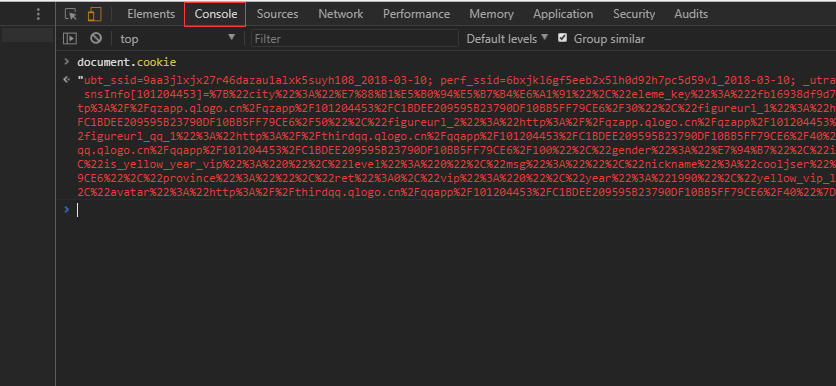 Elements Console Sources Network Performance Memory Application Security Audits
top Filter Default levels Group similar
document.cookie
"ubt_ssid=9aa3jlxjx27r46dazau1alxk5suyh108_2018-03-10; perf_ssid=6bxjkl6gf5eeb2x51h0d92h7pc5d59v1_2018-03-10; _utra
snsInfo[101204453]=%7B%22city%22%3A%22%E7%88%B1%E5%B0%94%E5%B7%B4%E6%A1%91%22%2C%22eleme_key%22%3A%222fb16938df9d7
tp%3A%2F%2Fqzapp.qlogo.cn%2Fqzapp%2F101204453%2FC1BDEE209595B23790DF10BB5FF79CE6%2F30%22%2C%22figureurl_1%22%3A%22h
FC1BDEE209595B23790DF10BB5FF79CE6%2F50%22%2C%22figureurl_2%22%3A%22http%3A%2F%2Fqzapp.qlogo.cn%2Fqzapp%2F101204453%
2figureurl_qq_1%22%3A%22http%3A%2F%2Fthirdqq.qlogo.cn%2Fqqapp%2F101204453%2FC1BDEE209595B23790DF10BB5FF79CE6%2F40%2
qq.qlogo.cn%2Fqqapp%2F101204453%2FC1BDEE209595B23790DF10BB5FF79CE6%2F100%22%2C%22gender%22%3A%22%E7%94%B7%22%2C%22i
C%22is_yellow_year_vip%22%3A%220%22%2C%22level%22%3A%220%22%2C%22msg%22%3A%22%22%2C%22nickname%22%3A%22cooljser%22%
9CE6%22%2C%22province%22%3A%22%22%2C%22ret%22%3A0%2C%22vip%22%3A%220%22%2C%22year%22%3A%221990%22%2C%22yellow_vip_l
2C%22avatar%22%3A%22http%3A%2F%2Fthirdqq.qlogo.cn%2Fqqapp%2F101204453%2FC1BDEE209595B23790DF10BB5FF79CE6%2F40%22%7D